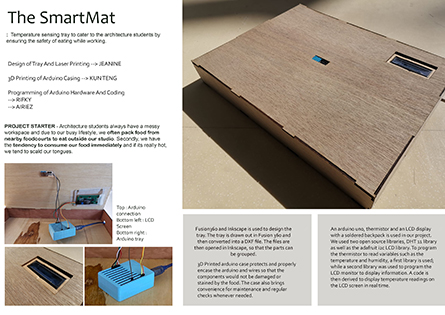 The SmartMat
: Temperature sensing tray to cater to the architecture students by
ensuring the safety of eating while working.
Design of Tray And Laser Printing --> JEANINE
3D Printing of Arduino Casing --> KUNTENG
Programming of Arduino Hardware And Coding
--> RIFKY
--> AIRIEZ
PROJECT STARTER - Architecture students always have a messy
workspace and due to our busy lifestyle, we often pack food from
nearby foodcourts to eat outside our studio. Secondly, we have
the tendency to consume our food immediately and if its really hot,
we tend to scald our tongues.
Top : Arduino
connection
Bottom left : LCD
Screen
Bottom right :
Arduino tray
Fusion360 and Inkscape is used to design the
tray. The tray is drawn out in Fusion 360 and
then converted into a DXF file. The files are
then opened in Inkscape, so that the parts can
be grouped.
3D Printed arduino case protects and properly
encase the arduino and wires so that the
components would not be damaged or
stained by the food. The case also brings
convenience for maintenance and regular
checks whenever needed.
An arduino uno, thermistor and an LCD display
with a soldered backpack is used in our project.
We used two open source libraries, DHT 11 library
as well as the adafruit i2c LCD library. To program
the thermistor to read variables such as the
temperature and humidity, a first library is used,
while a second library was used to program the
LCD monitor to display information. A code is
then derived to display temperature readings on
the LCD screen in real time.